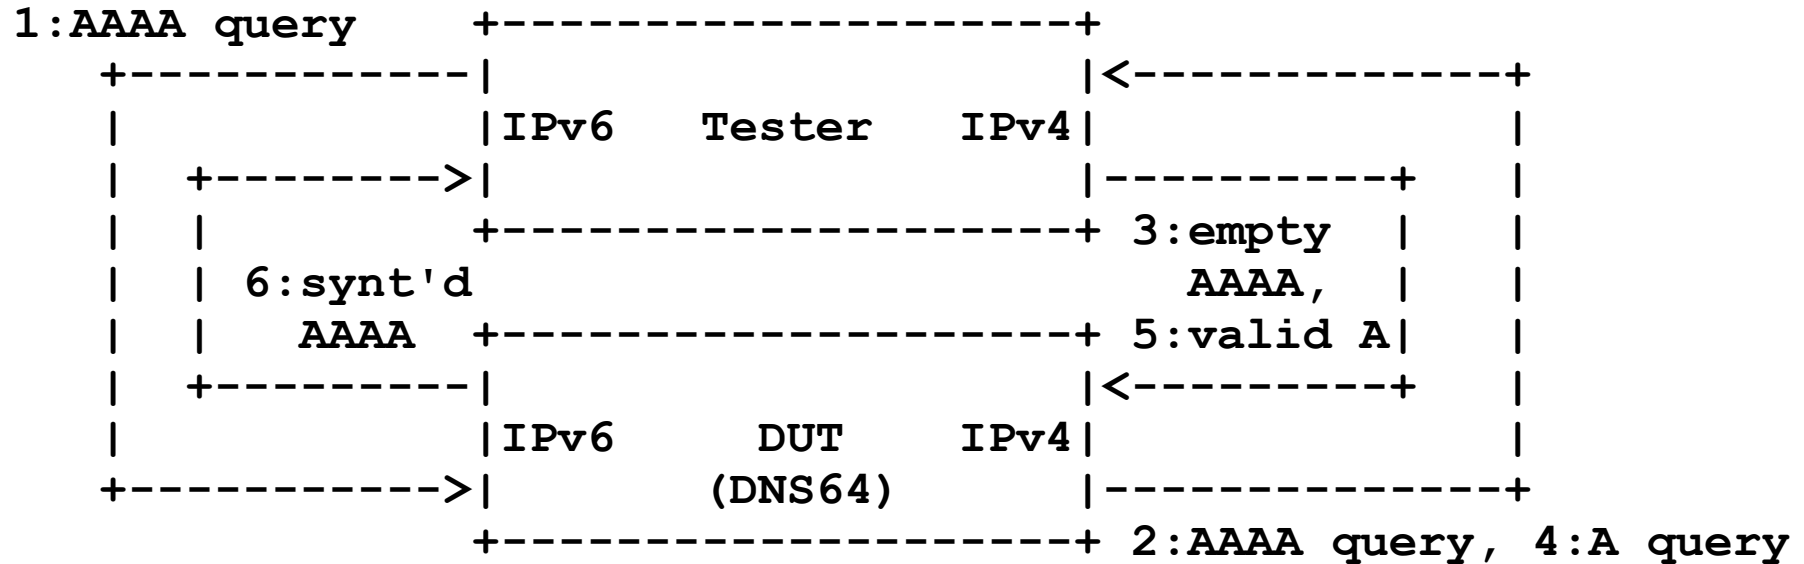 1:AAAA query +----------------------+
+-------------| |<--------------+
| |IPv6 Tester IPv4| |
| +-------->| |----------+ |
| | +----------------------+ 3:empty | |
| | 6:synt'd AAAA, | |
| | AAAA +----------------------+ 5:valid A| |
| +---------| |<---------+ |
| |IPv6 DUT IPv4| |
+------------>| (DNS64) |---------------+
+----------------------+ 2:AAAA query, 4:A query